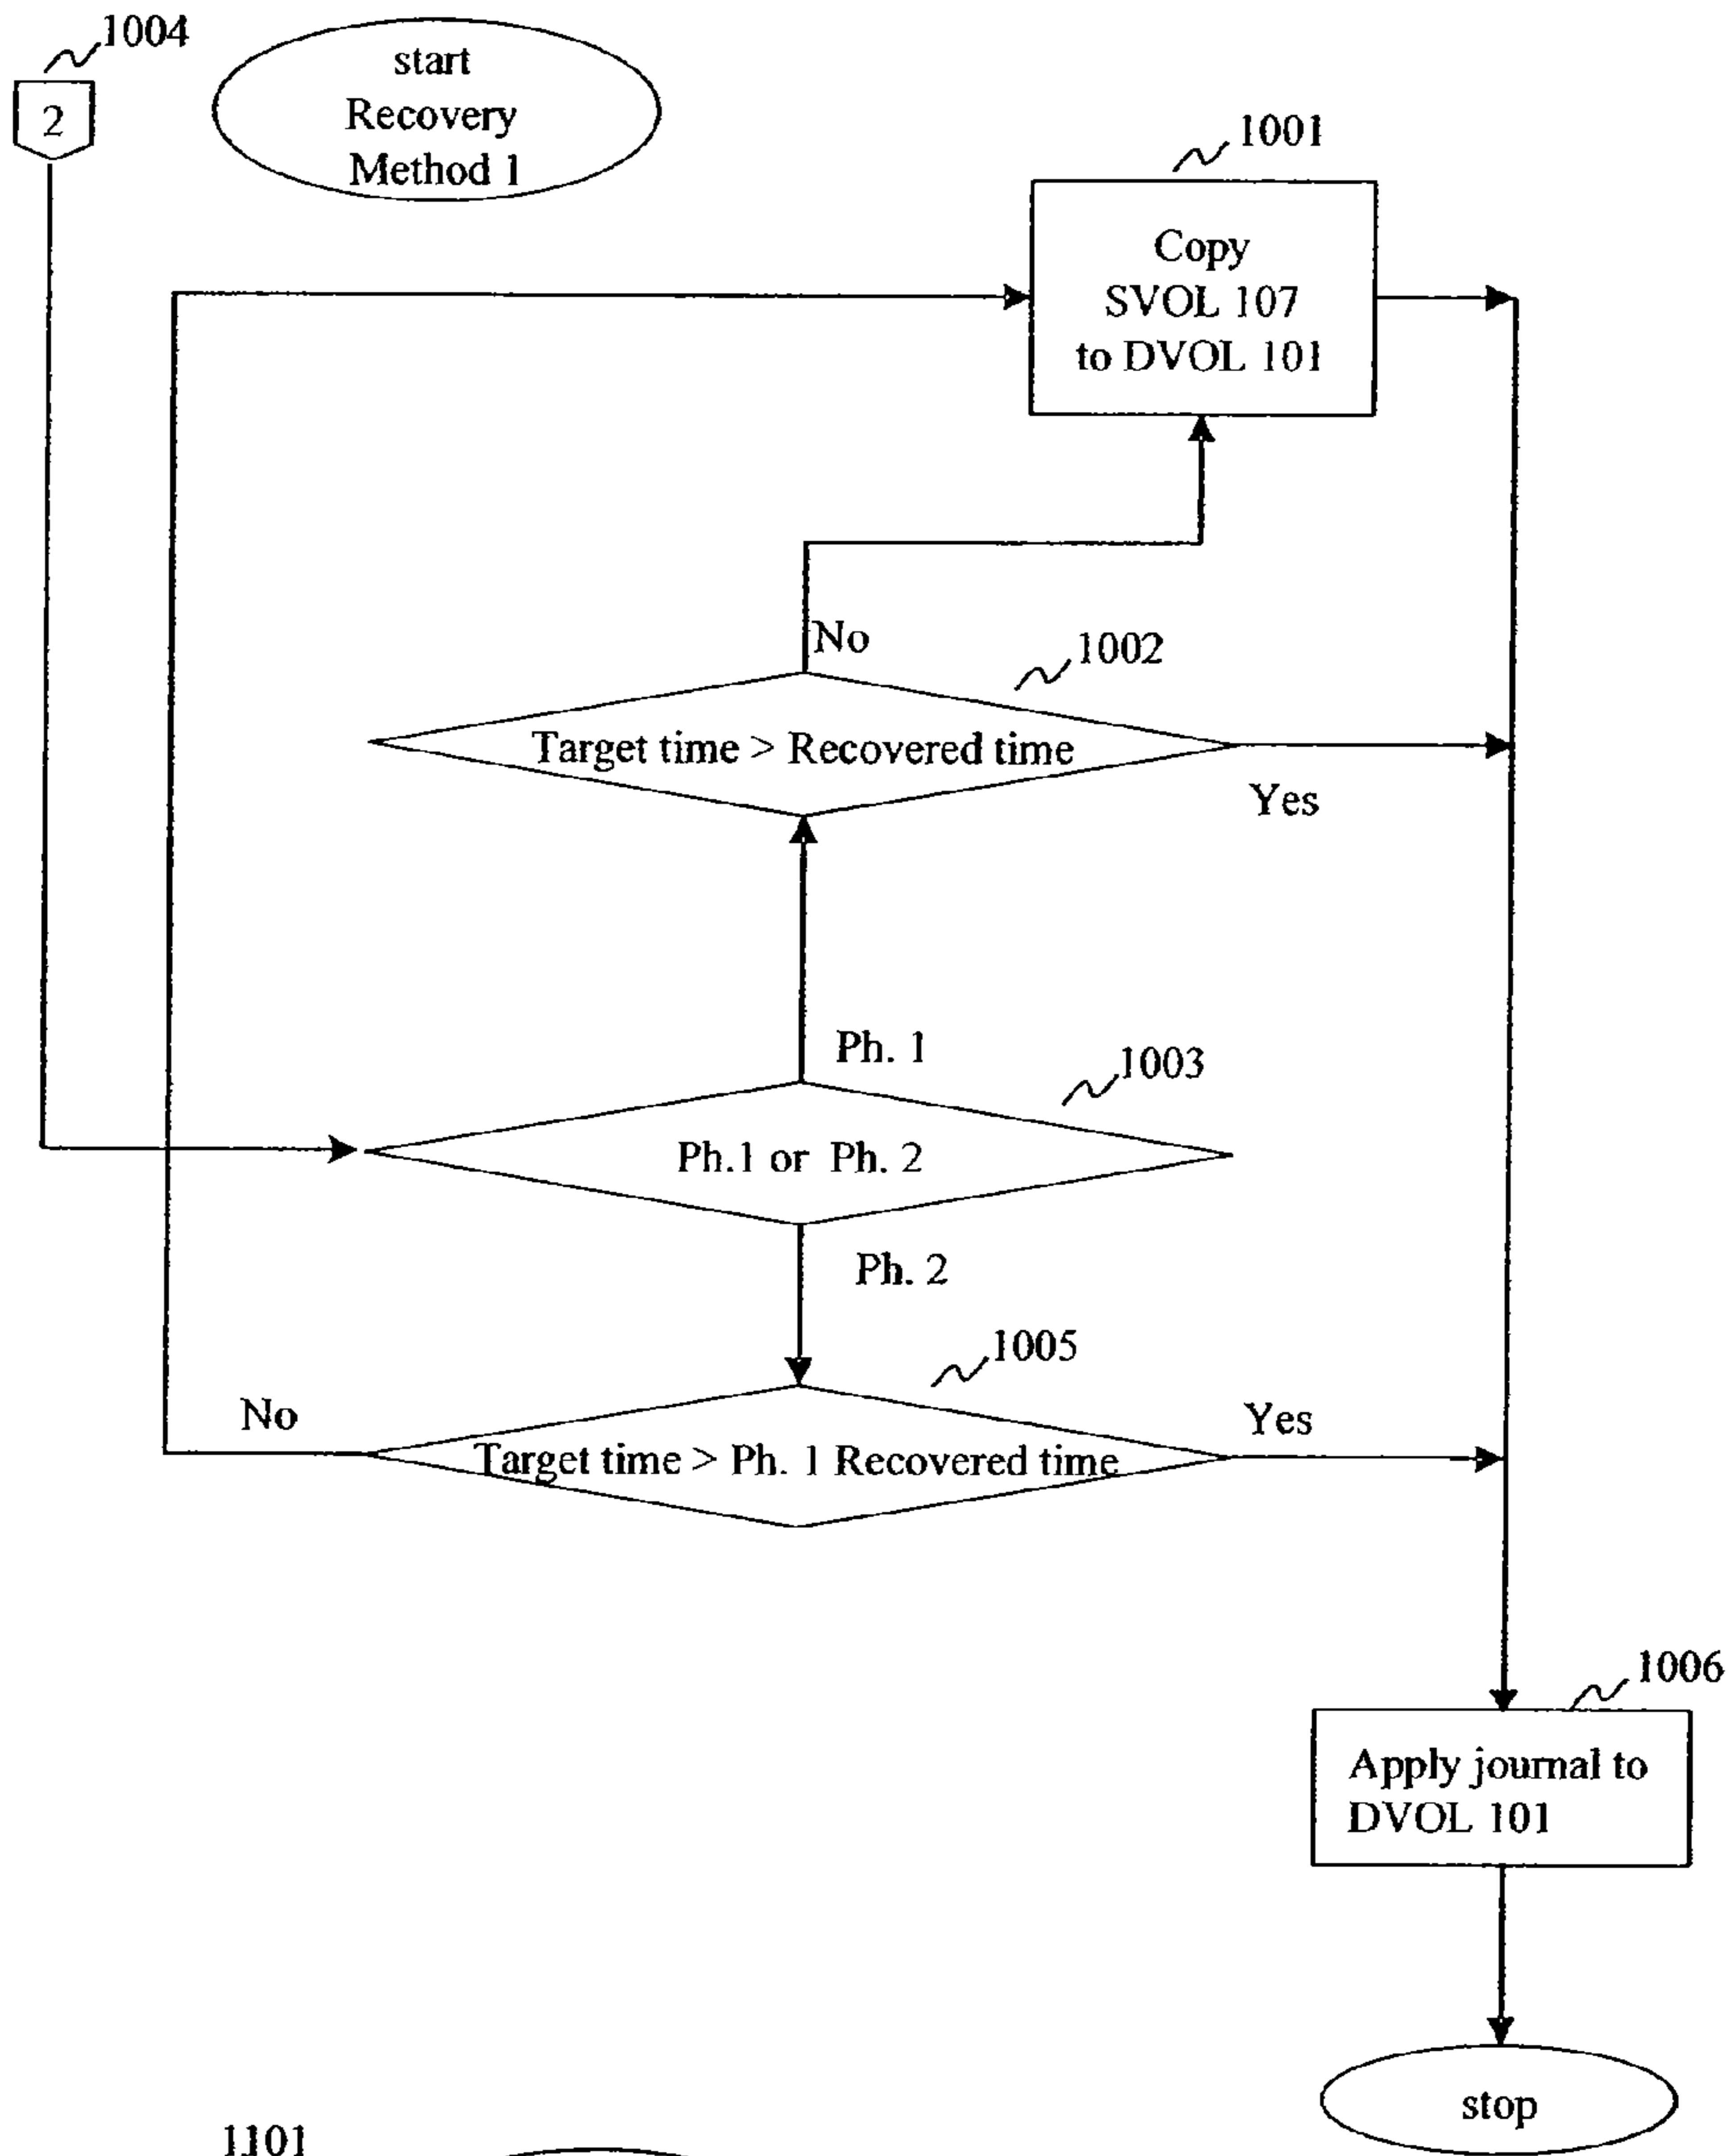 1004
2
start
Recovery
Method 1
1001
Copy
SVOL 107
to DVOL 101
No
1002
Target time > Recovered time
Yes
Ph. 1
1003
Ph.1 or Ph. 2
Ph. 2
1005
No
Yes
Target time > Ph. 1 Recovered time
1006
Apply journal to
DVOL 101
stop
1101